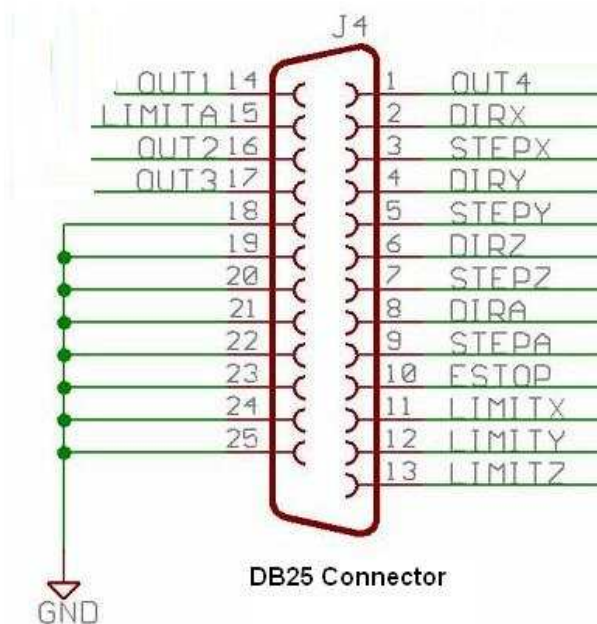 J4
OUT1 14 1 OUT4
LIMITA 15 2 DIRX
OUT2 16 3 STEPX
OUT3 17 4 DIRY
18 5 STEPY
19 6 DIRZ
20 7 STEPZ
21 8 DIRA
22 9 STEPA
23 10 ESTOP
24 11 LIMITX
25 12 LIMITY
13 LIMITZ
DB25 Connector
GND